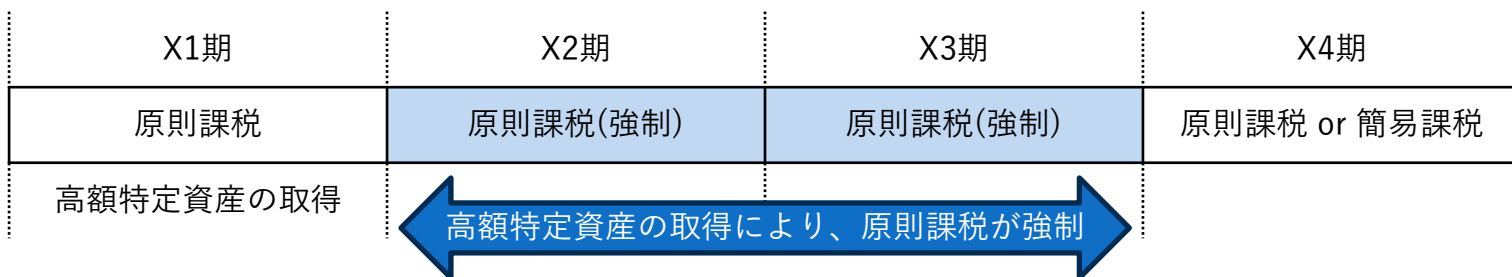 X1期
X2期
X3期
X4期
原則課税
原則課税(強制)
原則課税(強制)
原則課税 or 簡易課税
高額特定資産の取得
高額特定資産の取得により、原則課税が強制